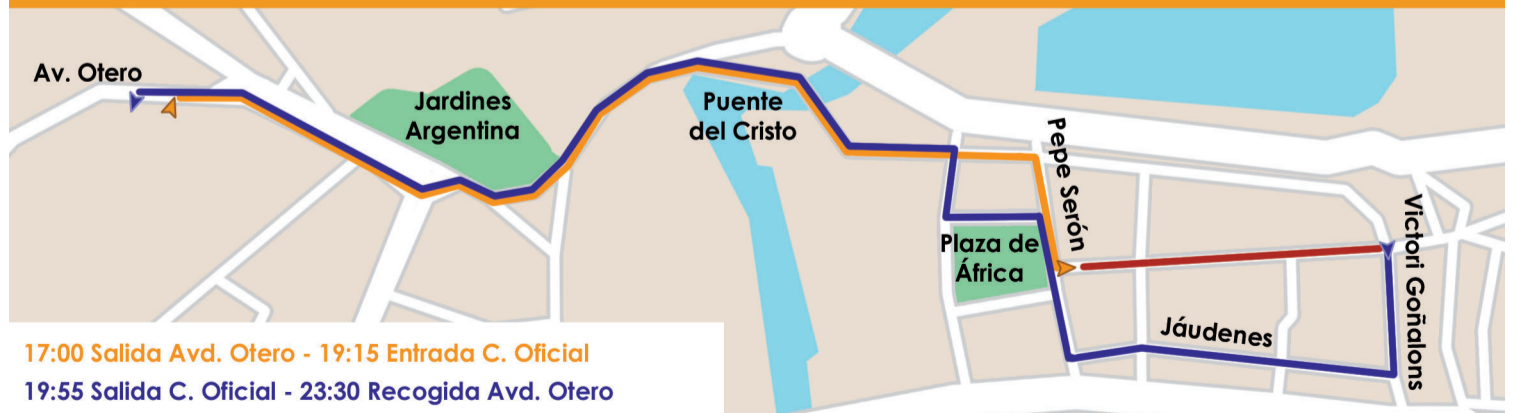 Av. Otero
Jardines
Argentina
Puente
del Cristo
Pepe Serón
Plaza de
África
Victori Goñalons
Jáudenes
17:00 Salida Avd. Otero - 19:15 Entrada C. Oficial
19:55 Salida C. Oficial - 23:30 Recogida Avd. Otero